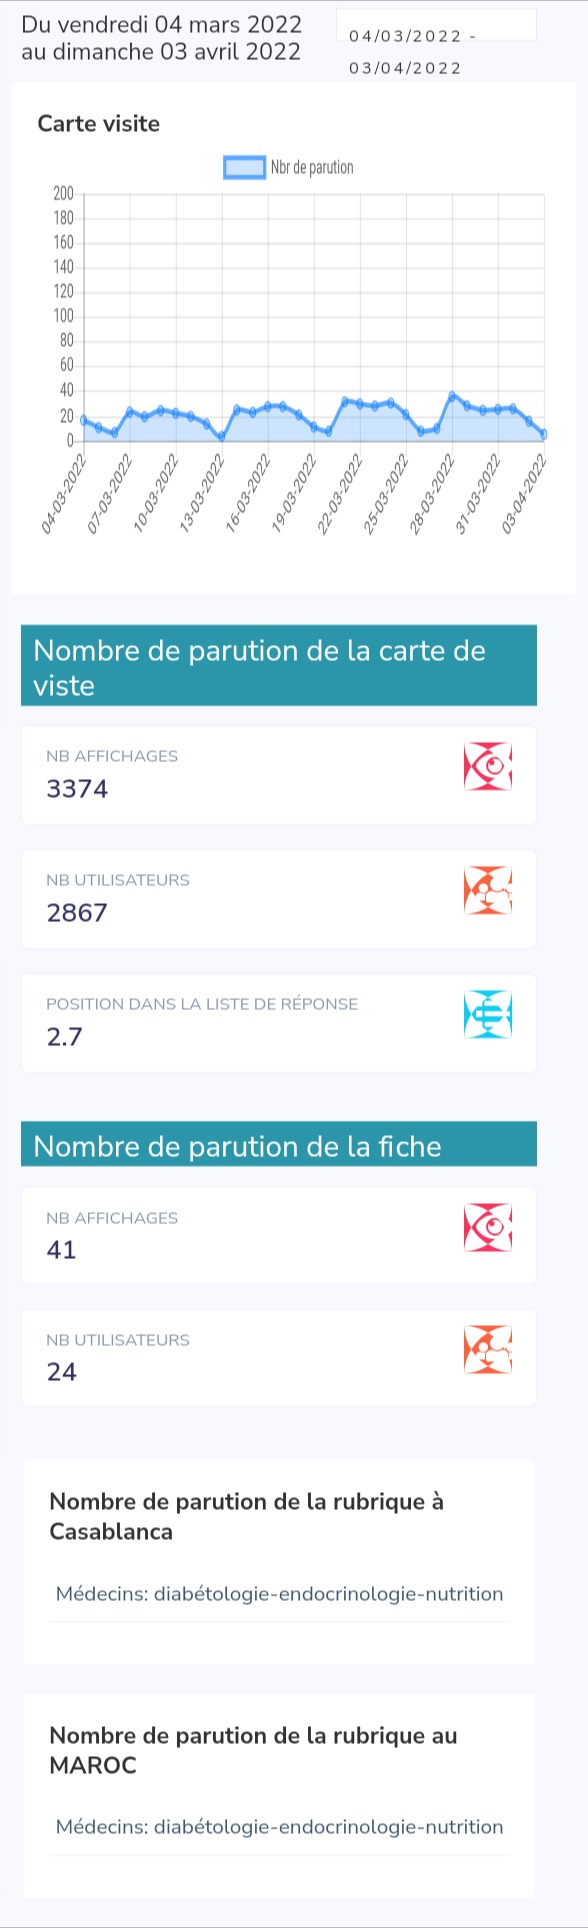 Du vendredi 04 mars 2022
au dimanche 03 avril 2022
04/03/2022 -
03/04/2022
Carte visite
Nbr de parution
200
180
160
140
120
100
80
60
40
20
0
04-03-2022
07-03-2022
10-03-2022
13-03-2022
16-03-2022
19-03-2022
22-03-2022
25-03-2022
28-03-2022
31-03-2022
03-04-2022
Nombre de parution de la carte de
viste
NB AFFICHAGES
3374
NB UTILISATEURS
2867
POSITION DANS LA LISTE DE RÉPONSE
2.7
Nombre de parution de la fiche
NB AFFICHAGES
41
NB UTILISATEURS
24
Nombre de parution de la rubrique à
Casablanca
Médecins: diabétologie-endocrinologie-nutrition
Nombre de parution de la rubrique au
MAROC
Médecins: diabétologie-endocrinologie-nutrition